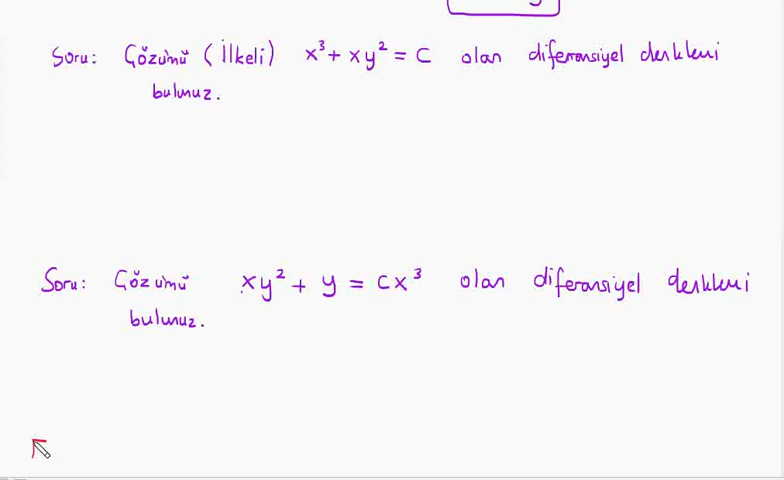 Soru: Çözümü (İlkeli) x³ + xy² = C olan diferansiyel denklemi
bulunuz.
Soru: Çözümü xy² + y = cx³ olan diferansiyel denklemi
bulunuz.